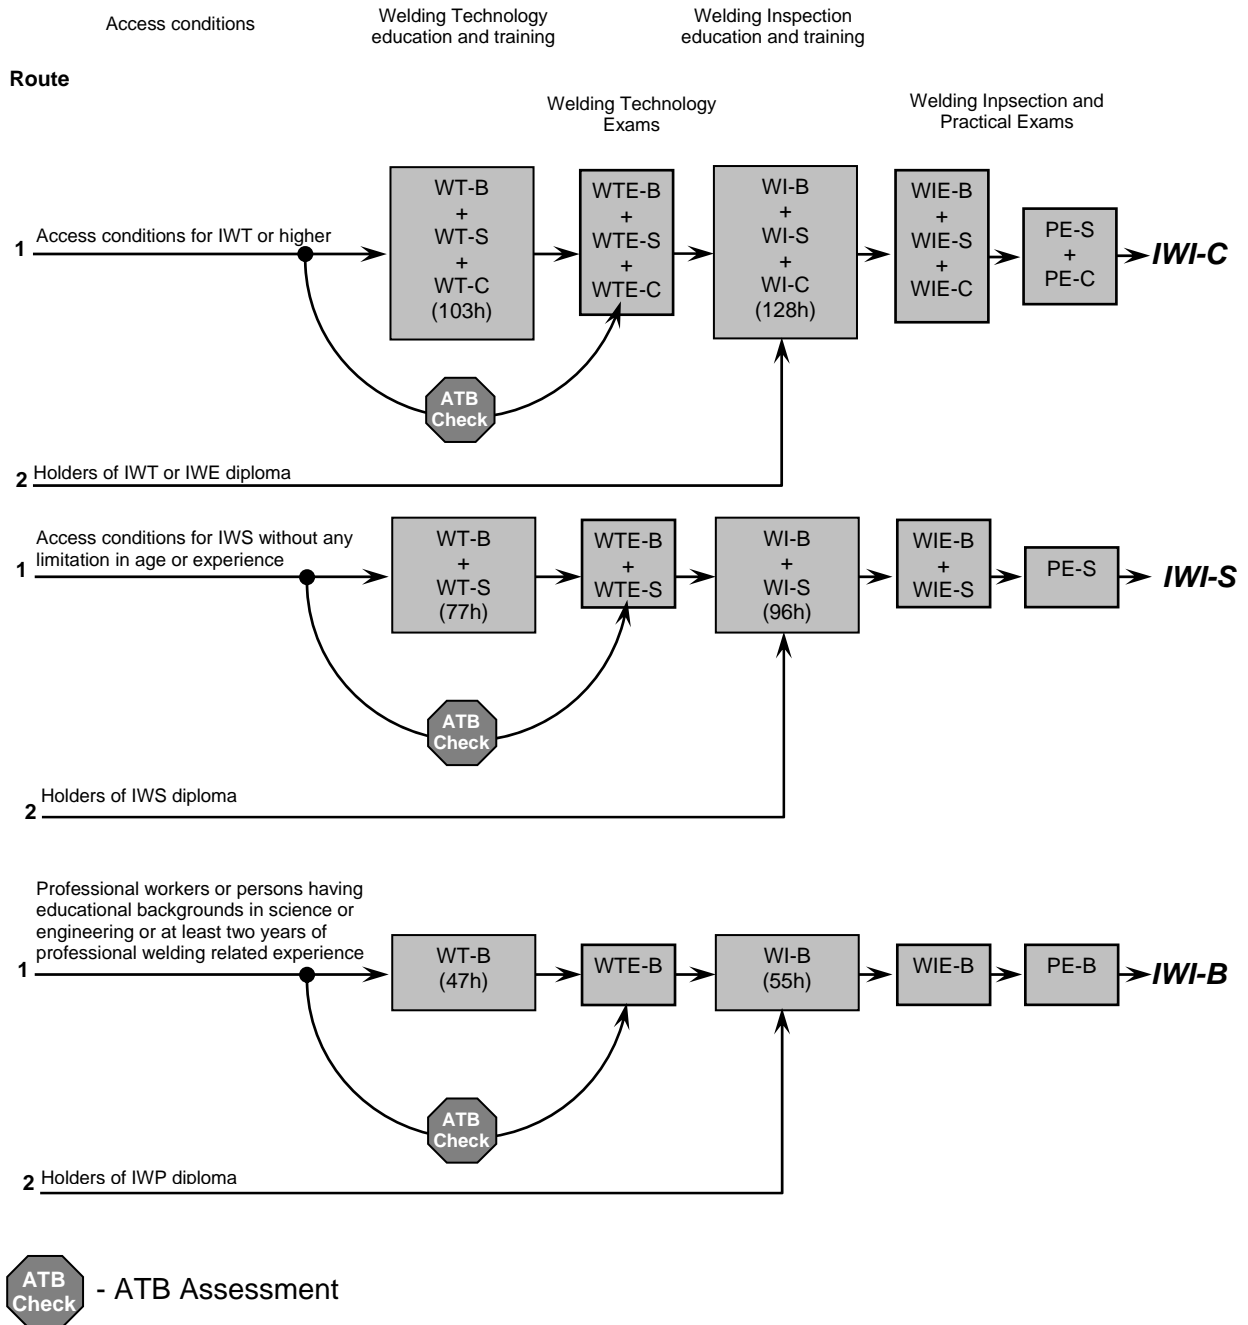 Access conditions
Welding Technology
education and training
Welding Inspection
education and training
Route
Welding Technology
Exams
Welding Inpsection and
Practical Exams
1 Access conditions for IWT or higher
WT-B
+
WT-S
+
WT-C
(103h)
WTE-B
+
WTE-S
+
WTE-C
WI-B
+
WI-S
+
WI-C
(128h)
WIE-B
+
WIE-S
+
WIE-C
PE-S
+
PE-C
IWI-C
ATB
Check
2 Holders of IWT or IWE diploma
Access conditions for IWS without any
1 limitation in age or experience
WT-B
+
WT-S
(77h)
WTE-B
+
WTE-S
WI-B
+
WI-S
(96h)
WIE-B
+
WIE-S
PE-S
IWI-S
ATB
Check
2 Holders of IWS diploma
Professional workers or persons having
educational backgrounds in science or
engineering or at least two years of
1 professional welding related experience
WT-B
(47h)
WTE-B
WI-B
(55h)
WIE-B
PE-B
IWI-B
ATB
Check
2 Holders of IWP diploma
ATB
Check
- ATB Assessment